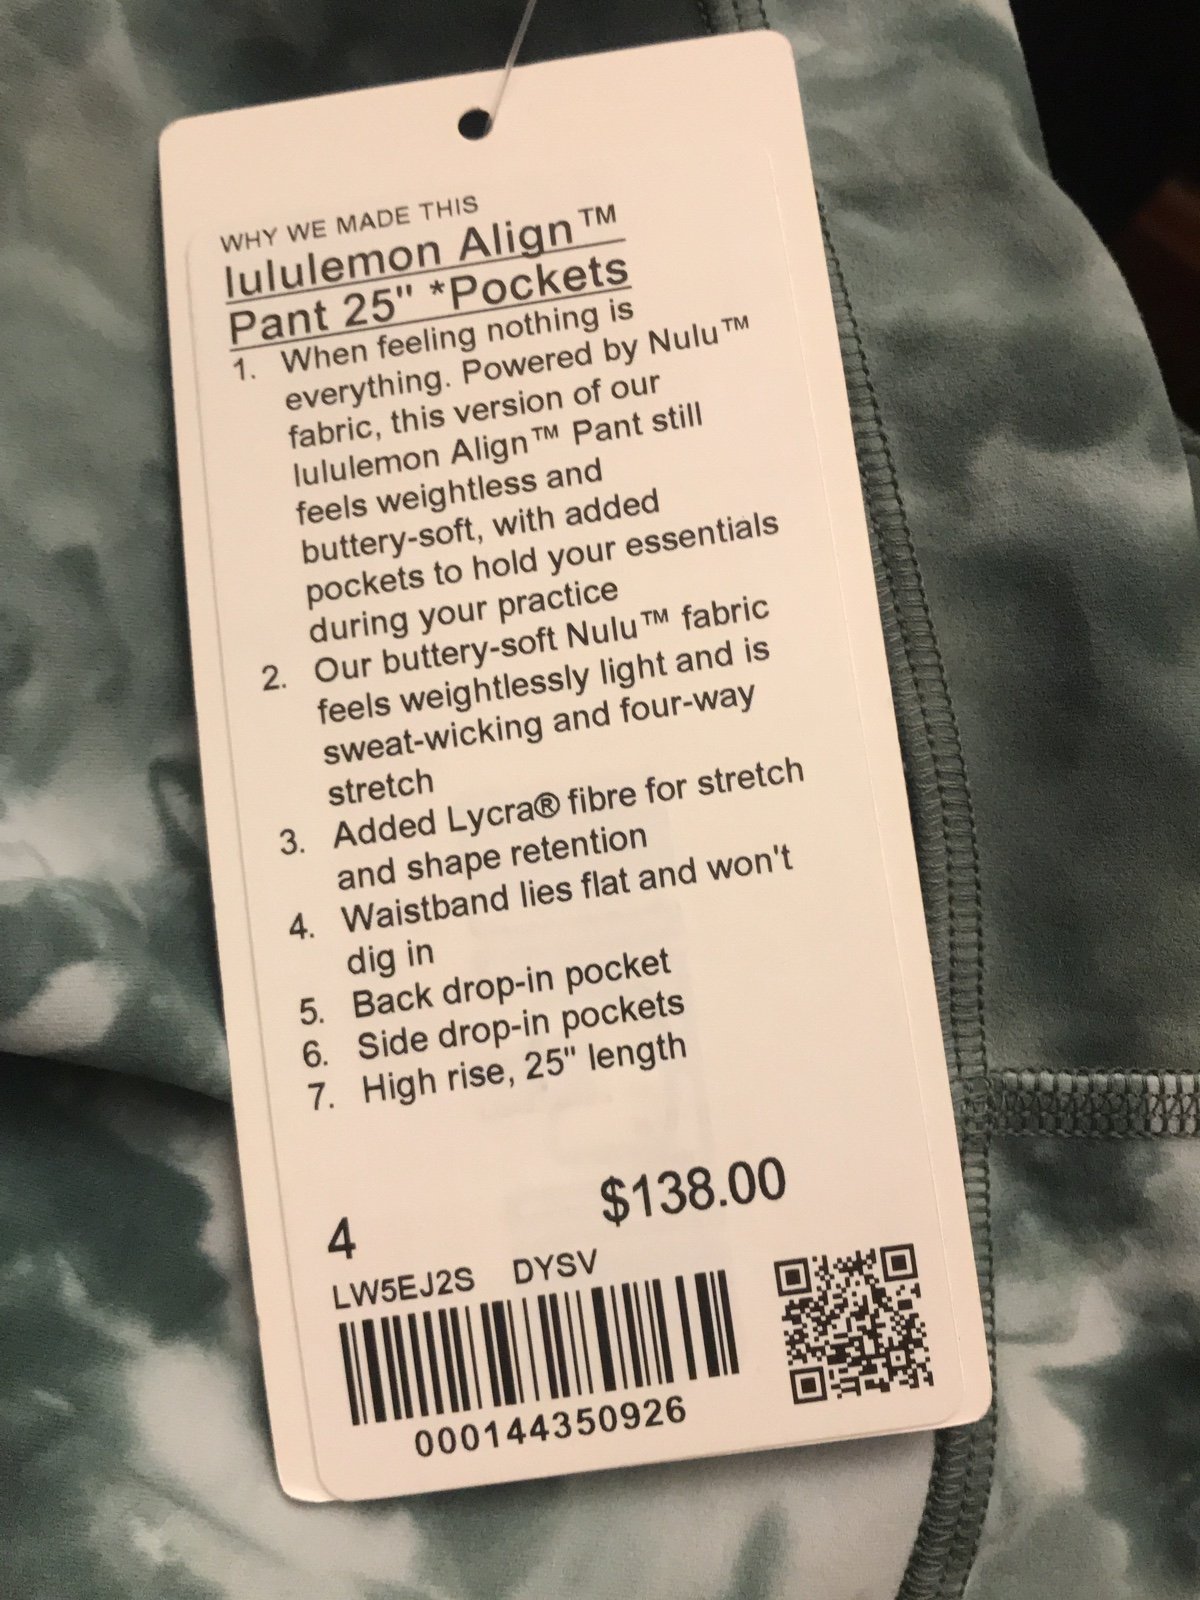 WHY WE MADE THIS
lululemon Align™
Pant 25" *Pockets
1. When feeling nothing is
everything. Powered by Nulu™
fabric, this version of our
lululemon Align™ Pant still
feels weightless and
buttery-soft, with added
pockets to hold your essentials
during your practice
2. Our buttery-soft Nulu™ fabric
feels weightlessly light and is
sweat-wicking and four-way
stretch
3. Added Lycra® fibre for stretch
and shape retention
4. Waistband lies flat and won't
dig in
5. Back drop-in pocket
6. Side drop-in pockets
7. High rise, 25" length
$138.00
4
LW5EJ2S DYSV
000144350926